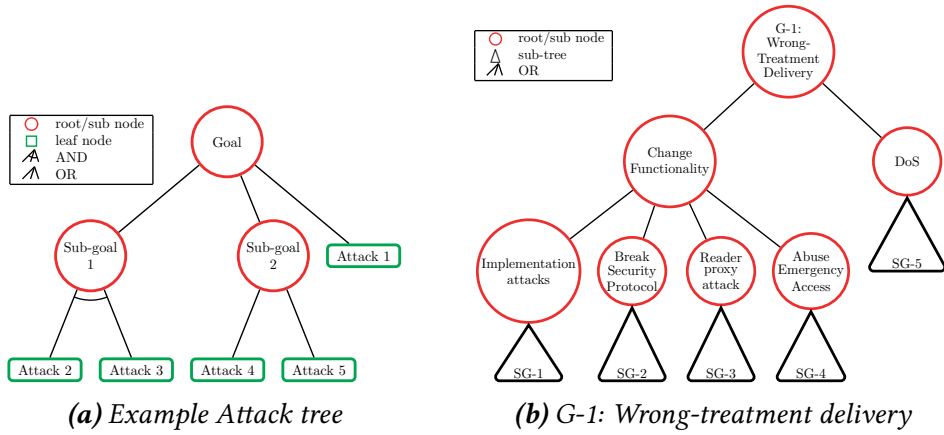 root/sub node
leaf node
AND
OR
Goal
Sub-goal
1
Sub-goal
2
Attack 1
Attack 2
Attack 3
Attack 4
Attack 5
(a) Example Attack tree
root/sub node
sub-tree
OR
G-1:
Wrong-
Treatment
Delivery
Change
Functionality
DoS
Implementation
attacks
Break
Security
Protocol
Reader
proxy
attack
Abuse
Emergency
Access
SG-5
SG-1
SG-2
SG-3
SG-4
(b) G-1: Wrong-treatment delivery